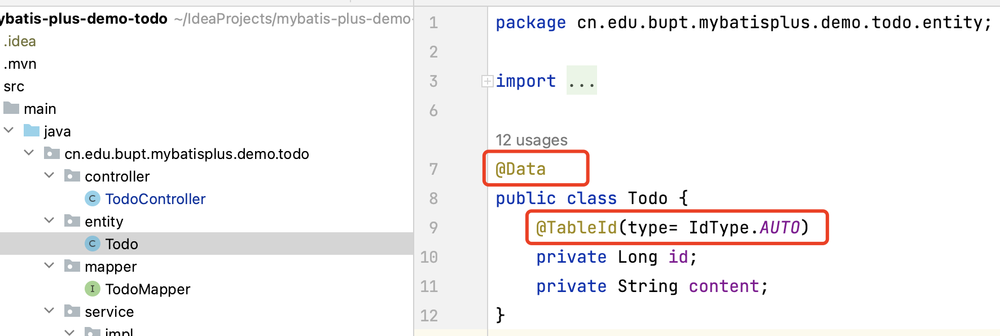 ybatis-plus-demo-todo ~/IdeaProjects/mybatis-plus-demo-
.idea
.mvn
src
main
java
cn.edu.bupt.mybatisplus.demo.todo
controller
C TodoController
entity
C Todo
mapper
I TodoMapper
service
impl
1 package cn.edu.bupt.mybatisplus.demo.todo.entity;
2
3 import ...
6
12 usages
7 @Data
8 public class Todo {
9 @TableId(type= IdType.AUTO)
10 private Long id;
11 private String content;
12 }